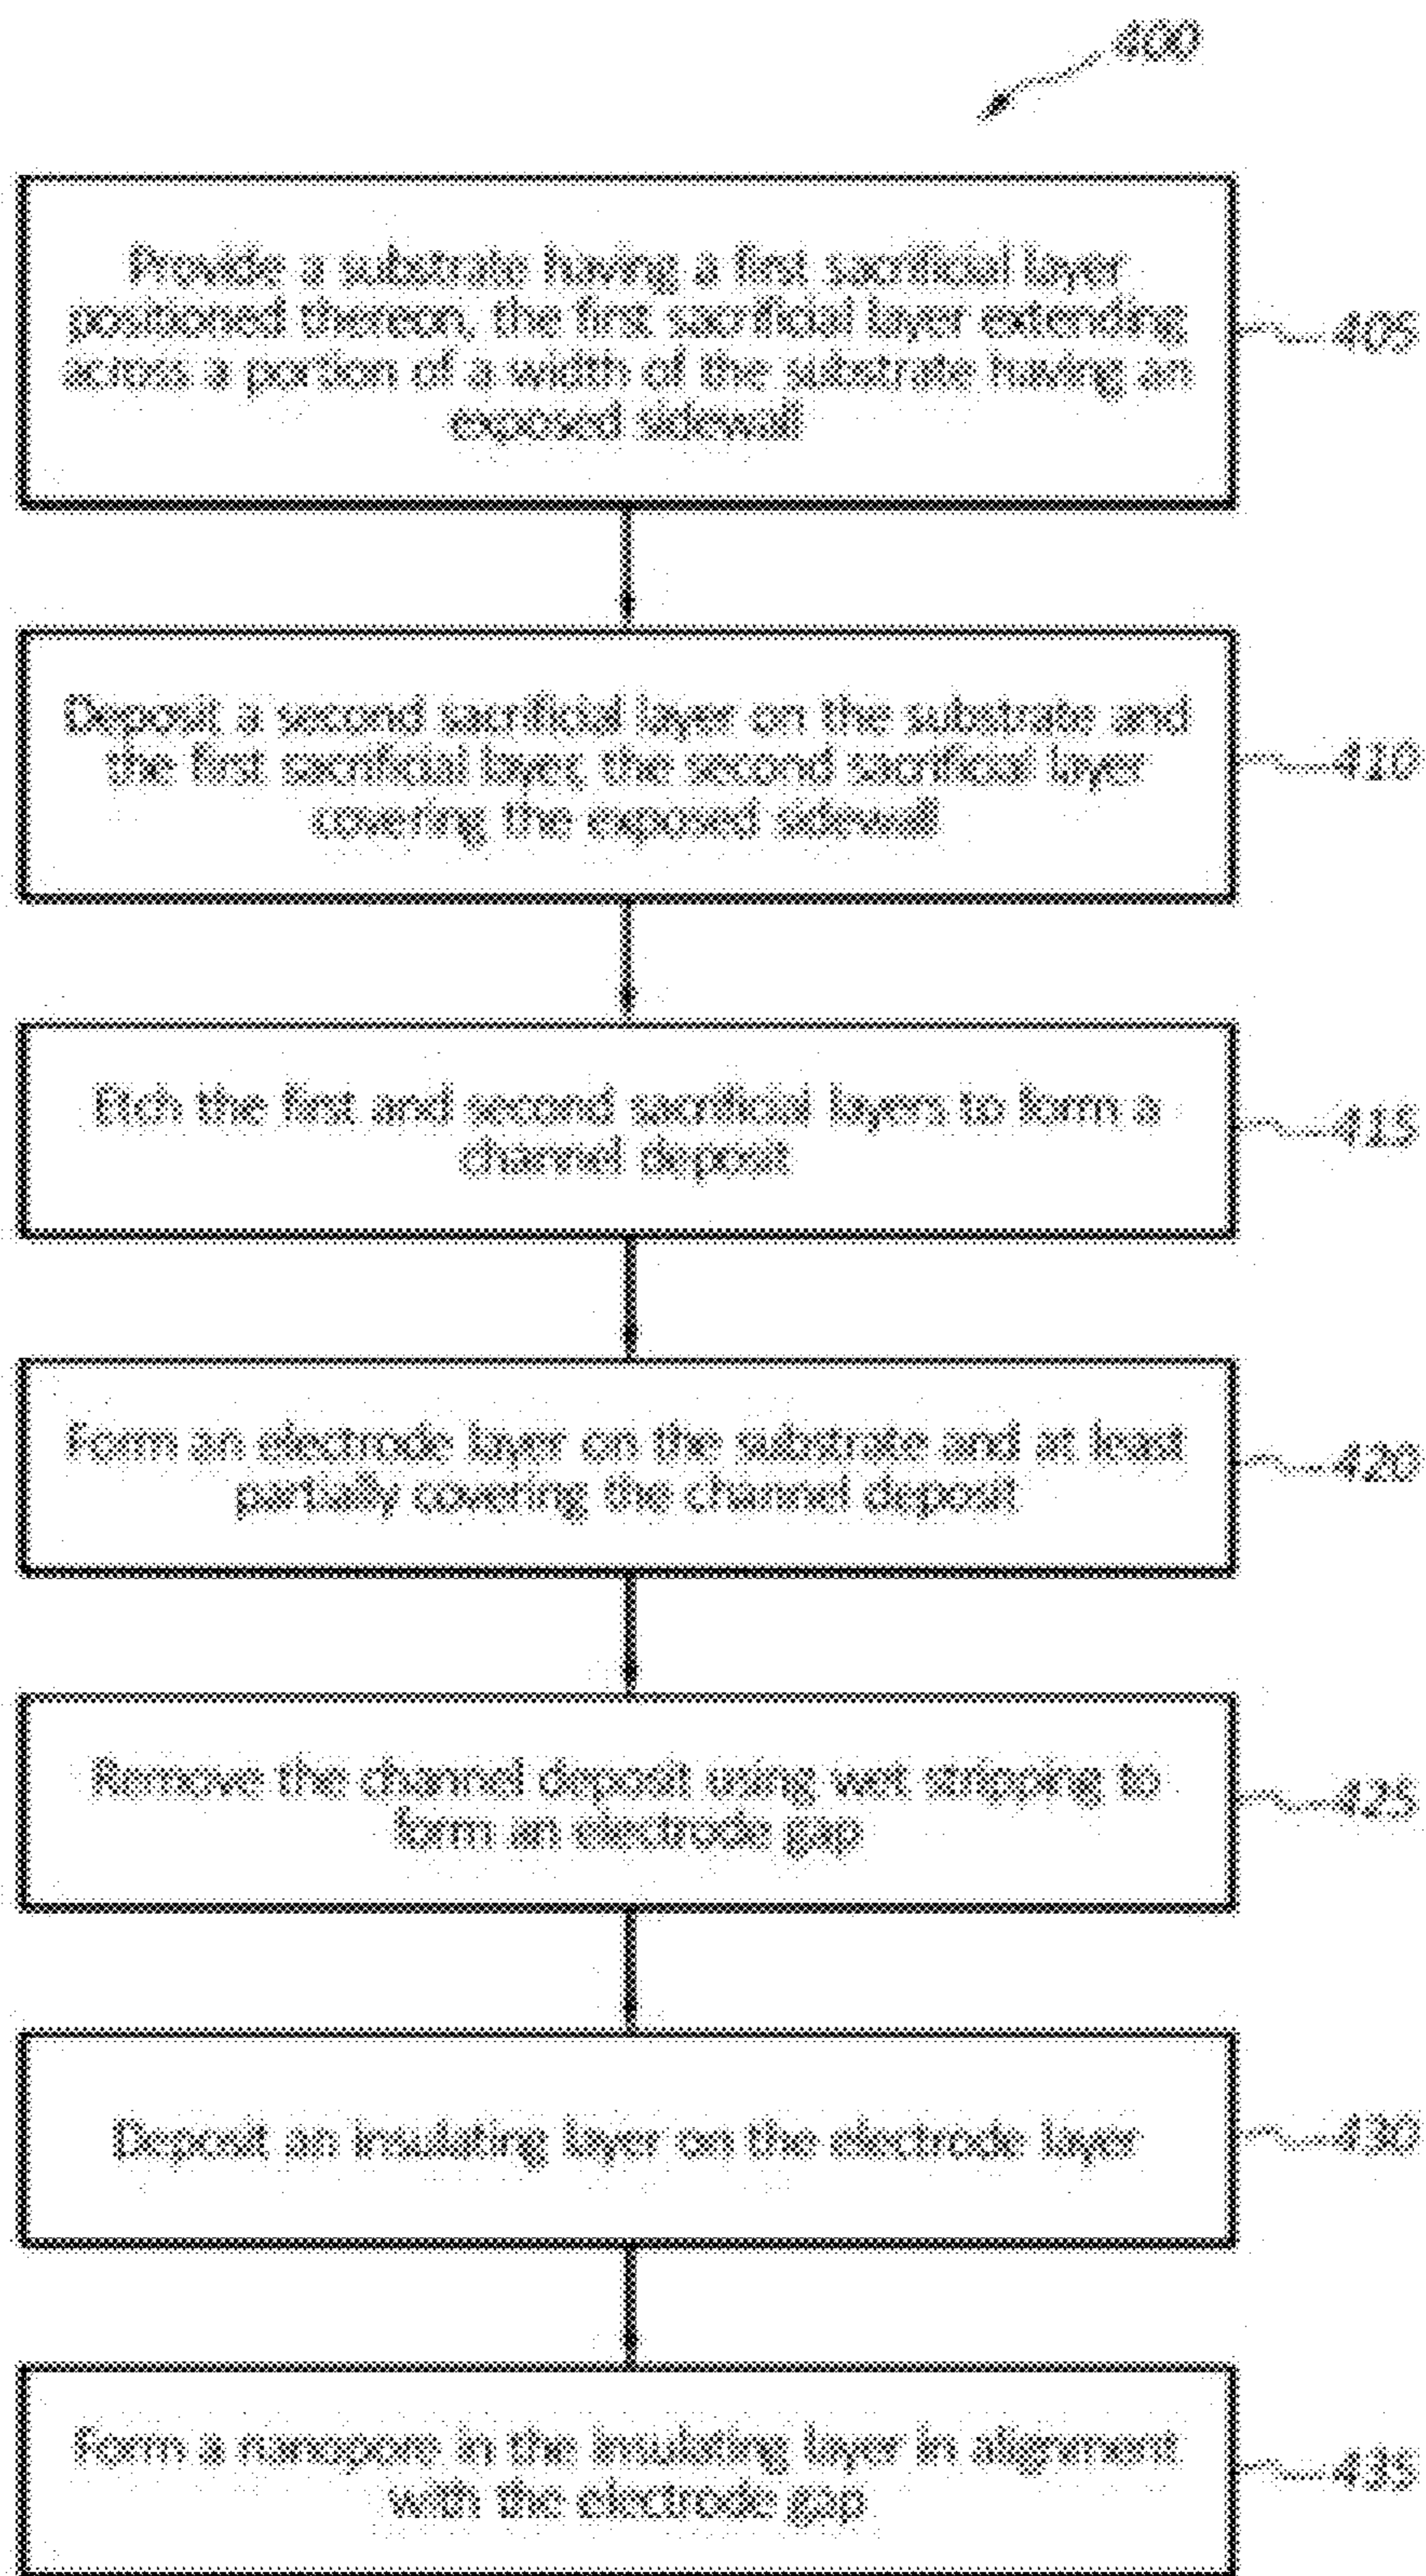 400
Provide a substrate having a first sacrificial layer
positioned thereon, the first sacrificial layer extending
across a portion of a width of the substrate having an
exposed sidewall
405
Deposit a second sacrificial layer on the substrate and
the first sacrificial layer, the second sacrificial layer
covering the exposed sidewall
410
Etch the first and second sacrificial layers to form a
channel deposit
415
Form an electrode layer on the substrate and at least
partially covering the channel deposit
420
Remove the channel deposit using wet stripping to
form an electrode gap
425
Deposit an insulating layer on the electrode layer
430
Form a nanopore in the insulating layer in alignment
with the electrode gap
435